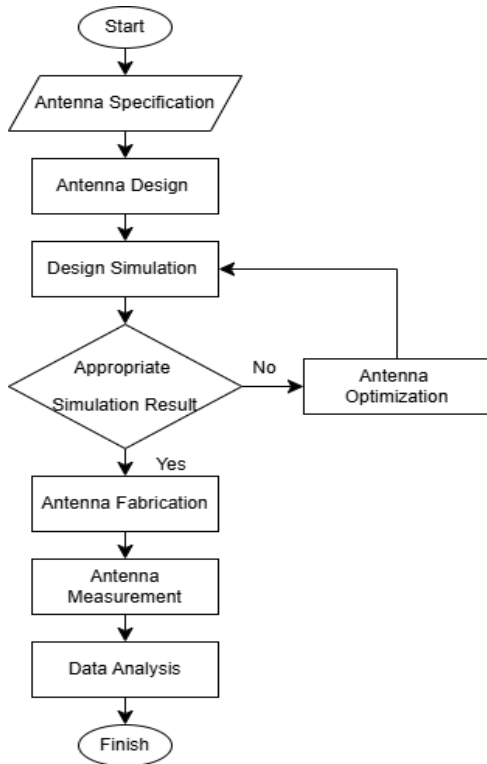 Start
Antenna Specification
Antenna Design
Design Simulation
Appropriate
Simulation Result
No
Antenna
Optimization
Yes
Antenna Fabrication
Antenna
Measurement
Data Analysis
Finish